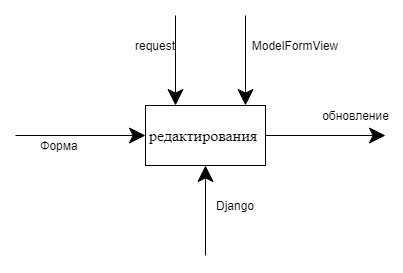 request
ModelFormView
обновление
редактирования
Форма
Django